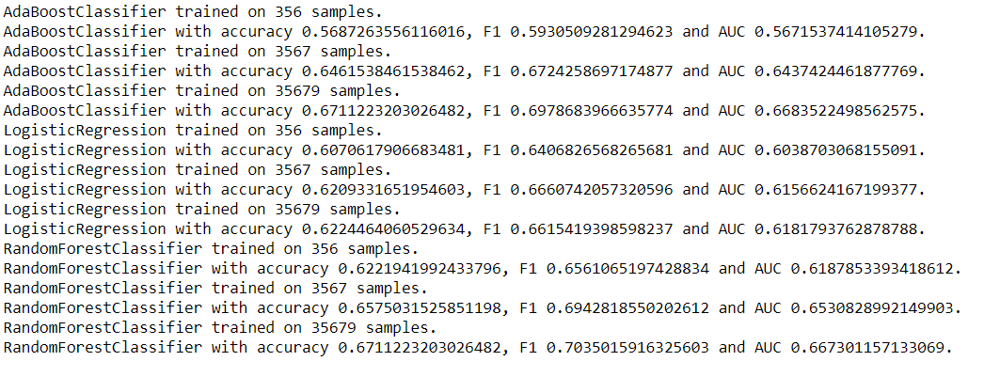 AdaBoostClassifier trained on 356 samples.
AdaBoostClassifier with accuracy 0.5687263556116016, F1 0.5930509281294623 and AUC 0.5671537414105279.
AdaBoostClassifier trained on 3567 samples.
AdaBoostClassifier with accuracy 0.6461538461538462, F1 0.6724258697174877 and AUC 0.6437424461877769.
AdaBoostClassifier trained on 35679 samples.
AdaBoostClassifier with accuracy 0.6711223203026482, F1 0.6978683966635774 and AUC 0.6683522498562575.
LogisticRegression trained on 356 samples.
LogisticRegression with accuracy 0.6070617906683481, F1 0.6406826568265681 and AUC 0.6038703068155091.
LogisticRegression trained on 3567 samples.
LogisticRegression with accuracy 0.6209331651954603, F1 0.6660742057320596 and AUC 0.6156624167199377.
LogisticRegression trained on 35679 samples.
LogisticRegression with accuracy 0.6224464060529634, F1 0.6615419398598237 and AUC 0.6181793762878788.
RandomForestClassifier trained on 356 samples.
RandomForestClassifier with accuracy 0.6221941992433796, F1 0.6561065197428834 and AUC 0.6187853393418612.
RandomForestClassifier trained on 3567 samples.
RandomForestClassifier with accuracy 0.6575031525851198, F1 0.6942818550202612 and AUC 0.6530828992149903.
RandomForestClassifier trained on 35679 samples.
RandomForestClassifier with accuracy 0.6711223203026482, F1 0.7035015916325603 and AUC 0.667301157133069.